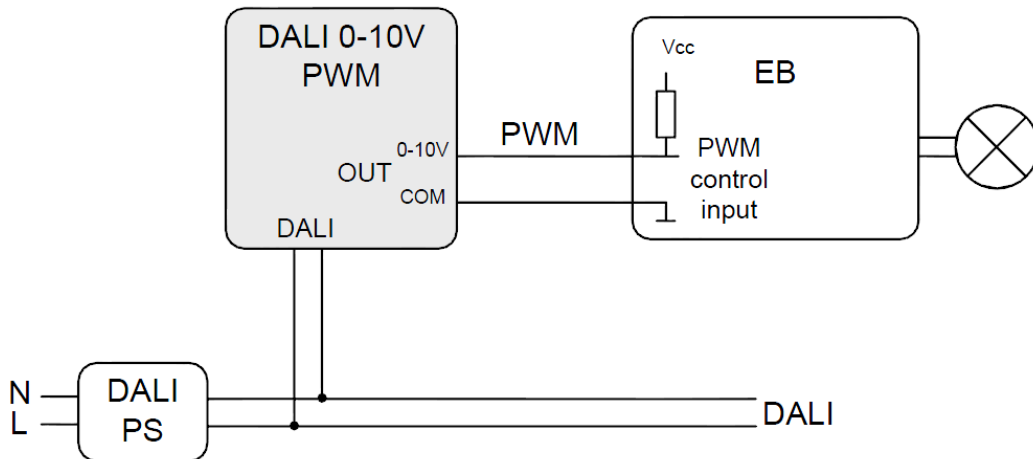 DALI 0-10V
PWM
0-10V
OUT
COM
DALI
PWM
Vcc
EB
PWM
control
input
N
L
DALI
PS
DALI